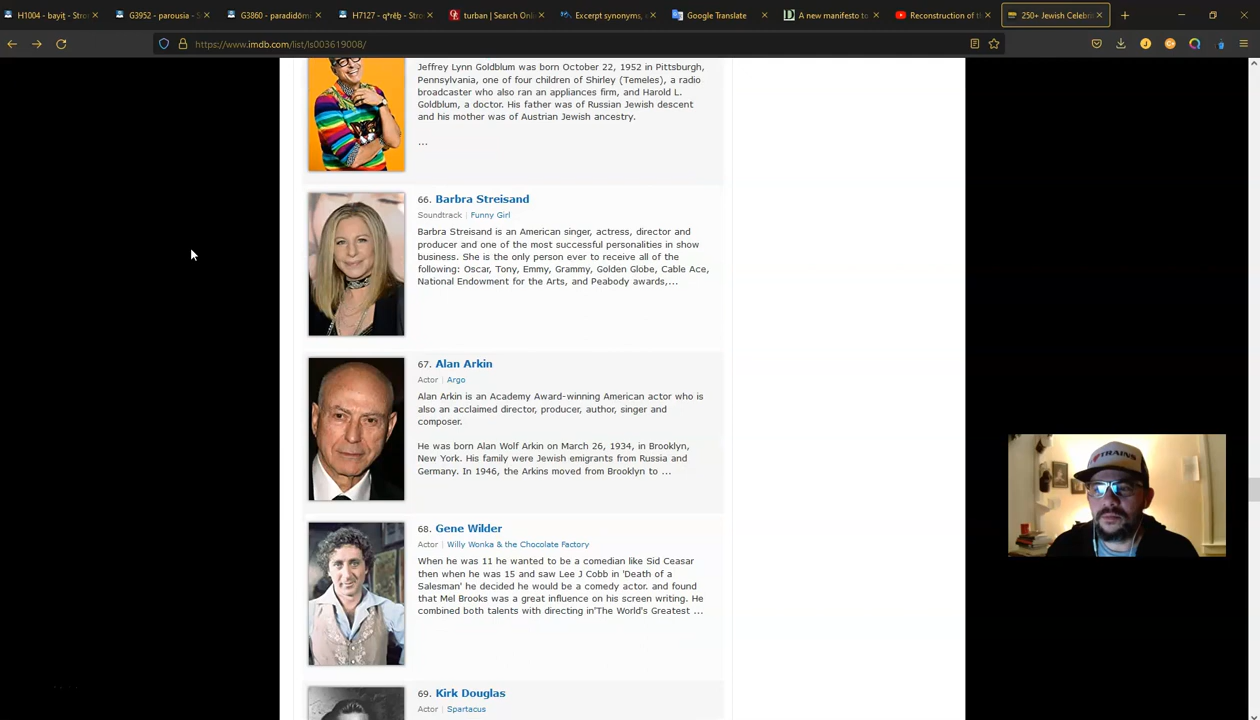 H1004 - bayiṯ - Stro
G3952 - parousia - S
G3860 - paradidōmi
H7127 - qᵊrēḇ - Stro
turban | Search Onli
Excerpt synonyms,
Google Translate
A new manifesto to
Reconstruction of th
250+ Jewish Celebri
https://www.imdb.com/list/ls003619008/
Jeffrey Lynn Goldblum was born October 22, 1952 in Pittsburgh,
Pennsylvania, one of four children of Shirley (Temeles), a radio
broadcaster who also ran an appliances firm, and Harold L.
Goldblum, a doctor. His father was of Russian Jewish descent
and his mother was of Austrian Jewish ancestry.
...
66. Barbra Streisand
Soundtrack | Funny Girl
Barbra Streisand is an American singer, actress, director and
producer and one of the most successful personalities in show
business. She is the only person ever to receive all of the
following: Oscar, Tony, Emmy, Grammy, Golden Globe, Cable Ace,
National Endowment for the Arts, and Peabody awards,...
67. Alan Arkin
Actor | Argo
Alan Arkin is an Academy Award-winning American actor who is
also an acclaimed director, producer, author, singer and
composer.
He was born Alan Wolf Arkin on March 26, 1934, in Brooklyn,
New York. His family were Jewish emigrants from Russia and
Germany. In 1946, the Arkins moved from Brooklyn to ...
68. Gene Wilder
Actor | Willy Wonka & the Chocolate Factory
When he was 11 he wanted to be a comedian like Sid Ceasar
then when he was 15 and saw Lee J Cobb in 'Death of a
Salesman' he decided he would be a comedy actor. and found
that Mel Brooks was a great influence on his screen writing. He
combined both talents with directing in'The World's Greatest ...
69. Kirk Douglas
Actor | Spartacus
TRAINS